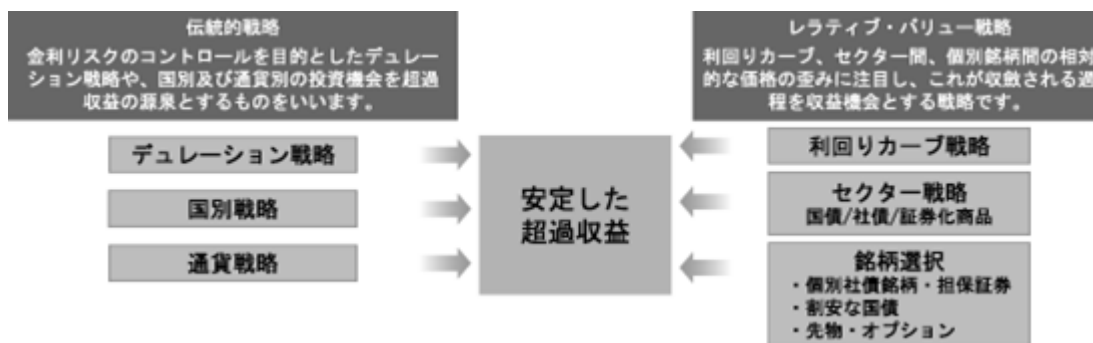 伝統的戦略
金利リスクのコントロールを目的としたデュレー
ション戦略や、国別及び通貨別の投資機会を超過
収益の源泉とするものをいいます。
デュレーション戦略
国別戦略
通貨戦略
安定した
超過収益
レラティブ・バリュー戦略
利回りカーブ、セクター間、個別銘柄間の相対
的な価格の歪みに注目し、これが収斂される過
程を収益機会とする戦略です。
利回りカーブ戦略
セクター戦略
国債/社債/証券化商品
銘柄選択
・個別社債銘柄・担保証券
・割安な国債
・先物・オプション